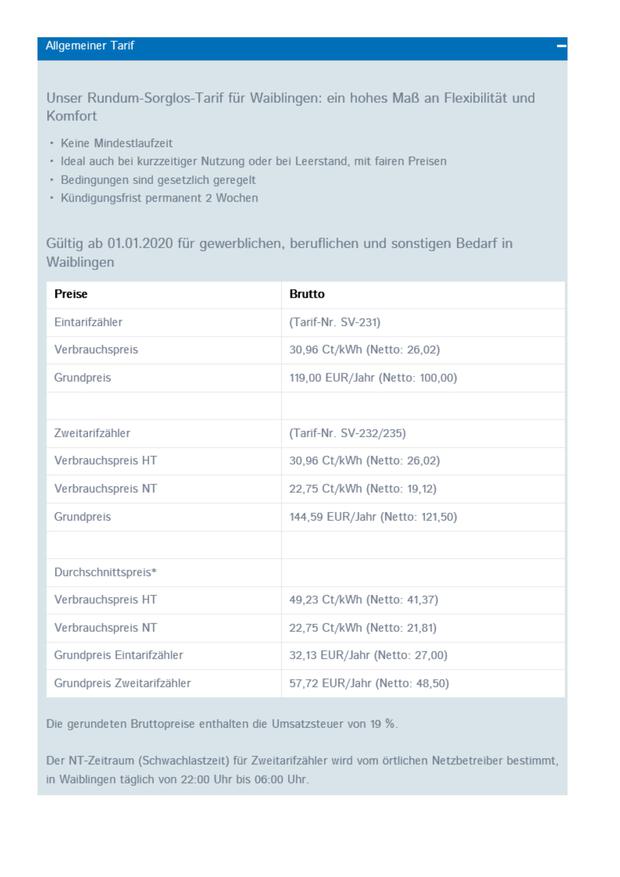 Allgemeiner Tarif
Unser Rundum-Sorglos-Tarif für Waiblingen: ein hohes Maß an Flexibilität und
Komfort
• Keine Mindestlaufzeit
• Ideal auch bei kurzzeitiger Nutzung oder bei Leerstand, mit fairen Preisen
• Bedingungen sind gesetzlich geregelt
• Kündigungsfrist permanent 2 Wochen
Gültig ab 01.01.2020 für gewerblichen, beruflichen und sonstigen Bedarf in
Waiblingen
Preise Brutto
Eintarifzähler (Tarif-Nr. SV-231)
Verbrauchspreis 30,96 Ct/kWh (Netto: 26,02)
Grundpreis 119,00 EUR/Jahr (Netto: 100,00)
Zweitarifzähler (Tarif-Nr. SV-232/235)
Verbrauchspreis HT 30,96 Ct/kWh (Netto: 26,02)
Verbrauchspreis NT 22,75 Ct/kWh (Netto: 19,12)
Grundpreis 144,59 EUR/Jahr (Netto: 121,50)
Durchschnittspreis*
Verbrauchspreis HT 49,23 Ct/kWh (Netto: 41,37)
Verbrauchspreis NT 22,75 Ct/kWh (Netto: 21,81)
Grundpreis Eintarifzähler 32,13 EUR/Jahr (Netto: 27,00)
Grundpreis Zweitarifzähler 57,72 EUR/Jahr (Netto: 48,50)
Die gerundeten Bruttopreise enthalten die Umsatzsteuer von 19 %.
Der NT-Zeitraum (Schwachlastzeit) für Zweitarifzähler wird vom örtlichen Netzbetreiber bestimmt,
in Waiblingen täglich von 22:00 Uhr bis 06:00 Uhr.